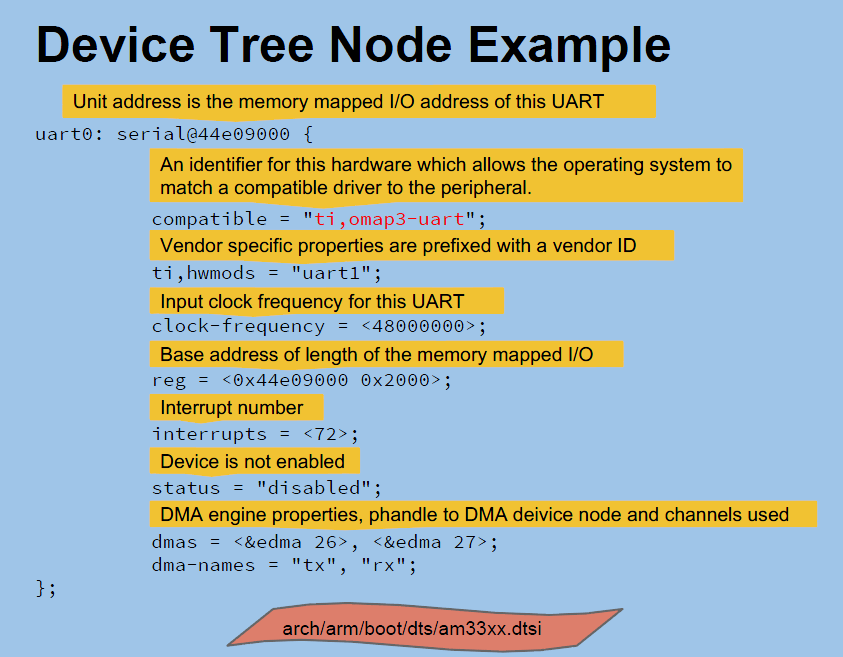 Device Tree Node Example
Unit address is the memory mapped I/O address of this UART
uart0: serial@44e09000 {
An identifier for this hardware which allows the operating system to
match a compatible driver to the peripheral.
compatible = "ti,omap3-uart";
Vendor specific properties are prefixed with a vendor ID
ti,hwmods = "uart1";
Input clock frequency for this UART
clock-frequency = <48000000>;
Base address of length of the memory mapped I/O
reg = <0x44e09000 0x2000>;
Interrupt number
interrupts = <72>;
Device is not enabled
status = "disabled";
DMA engine properties, phandle to DMA deivice node and channels used
dmas = <&edma 26>, <&edma 27>;
dma-names = "tx", "rx";
};
arch/arm/boot/dts/am33xx.dtsi